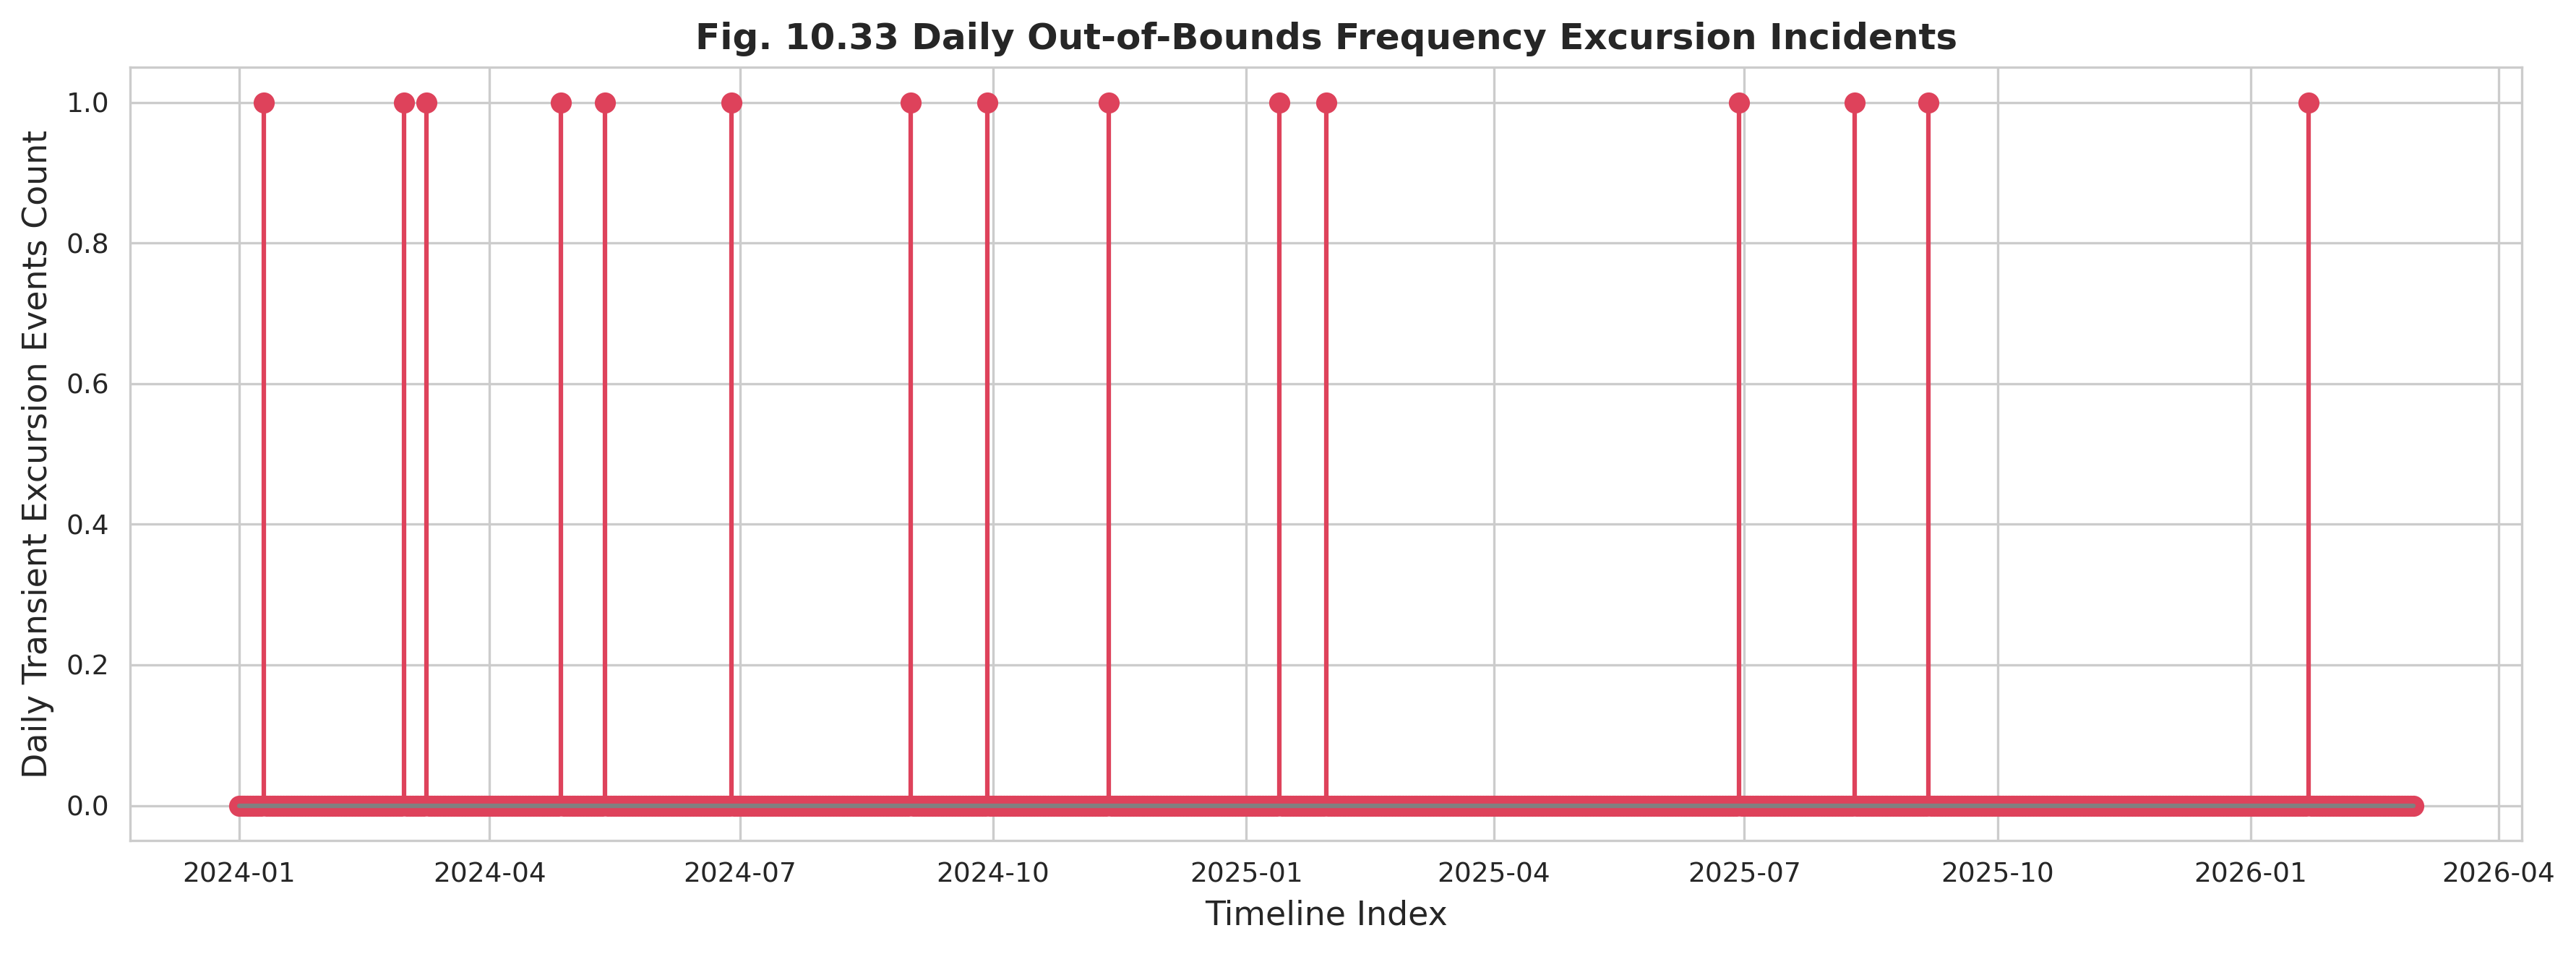 Fig. 10.33 Daily Out-of-Bounds Frequency Excursion Incidents
Daily Transient Excursion Events Count
1.0
0.8
0.6
0.4
0.2
0.0
2024-01 2024-04 2024-07 2024-10 2025-01 2025-04 2025-07 2025-10 2026-01 2026-04
Timeline Index